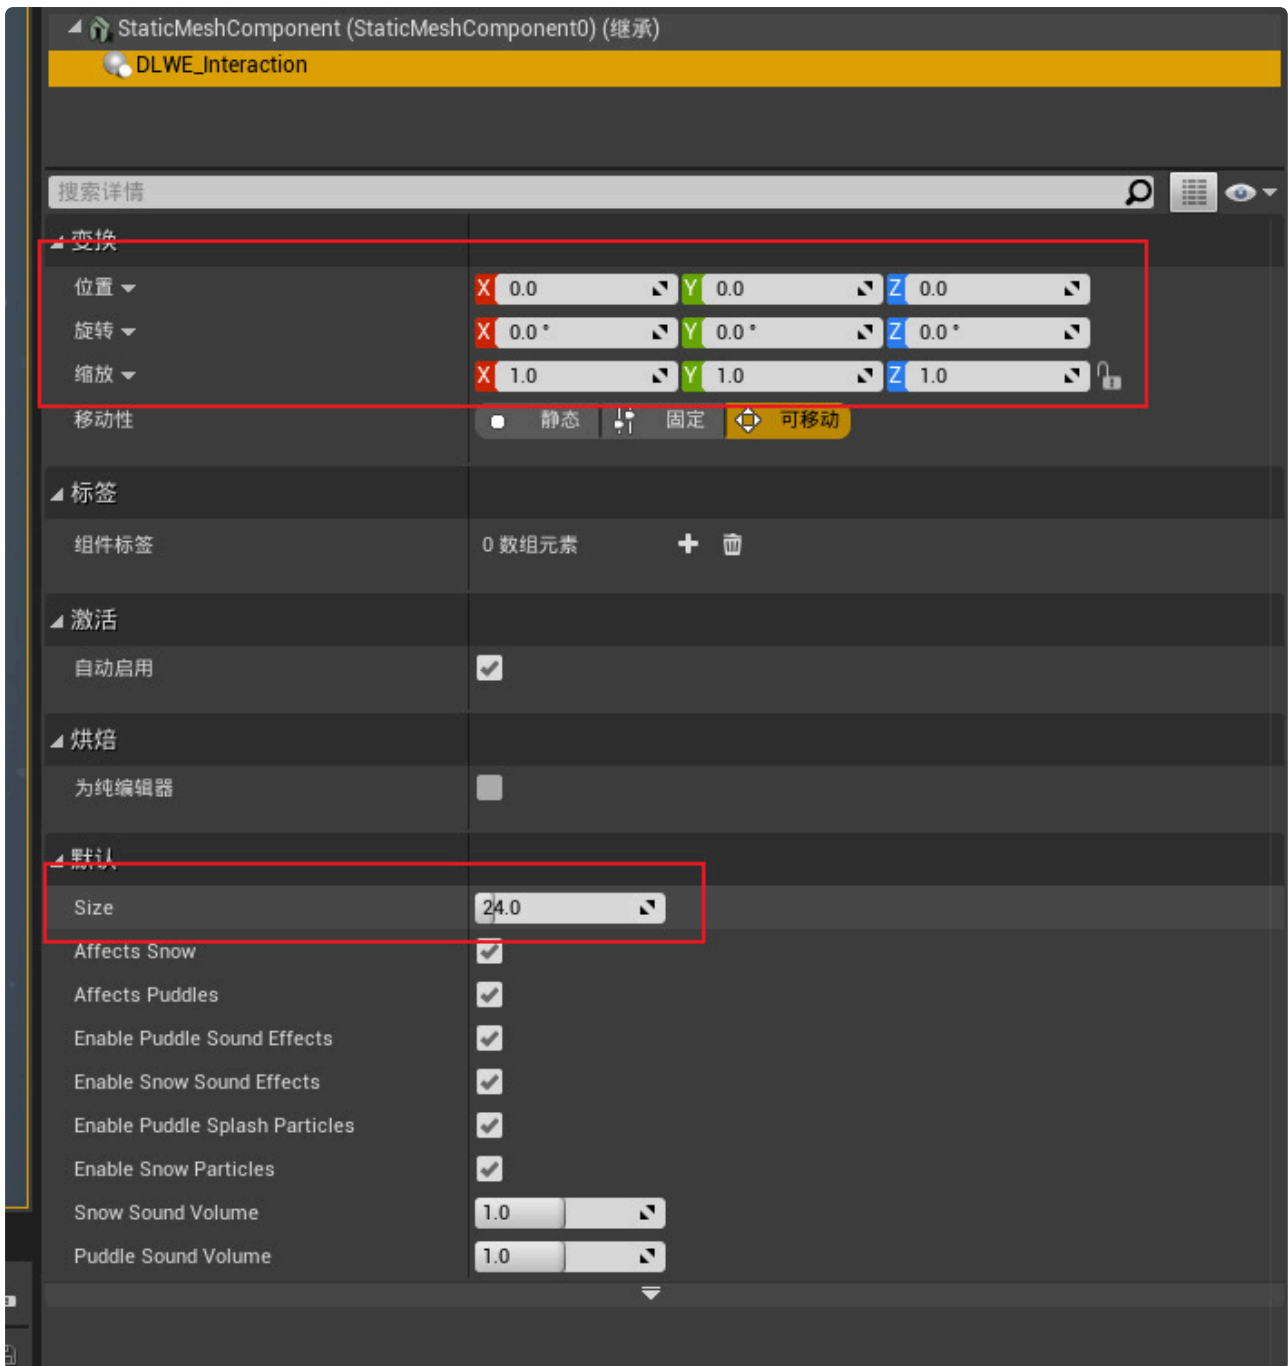 StaticMeshComponent (StaticMeshComponent0) (继承)
DLWE_Interaction
搜索详情
变换
位置 X 0.0 Y 0.0 Z 0.0
旋转 X 0.0 ° Y 0.0 ° Z 0.0 °
缩放 X 1.0 Y 1.0 Z 1.0
移动性 静态 固定 可移动
标签
组件标签 0 数组元素
激活
自动启用
烘焙
为纯编辑器
默认
Size 24.0
Affects Snow
Affects Puddles
Enable Puddle Sound Effects
Enable Snow Sound Effects
Enable Puddle Splash Particles
Enable Snow Particles
Snow Sound Volume 1.0
Puddle Sound Volume 1.0